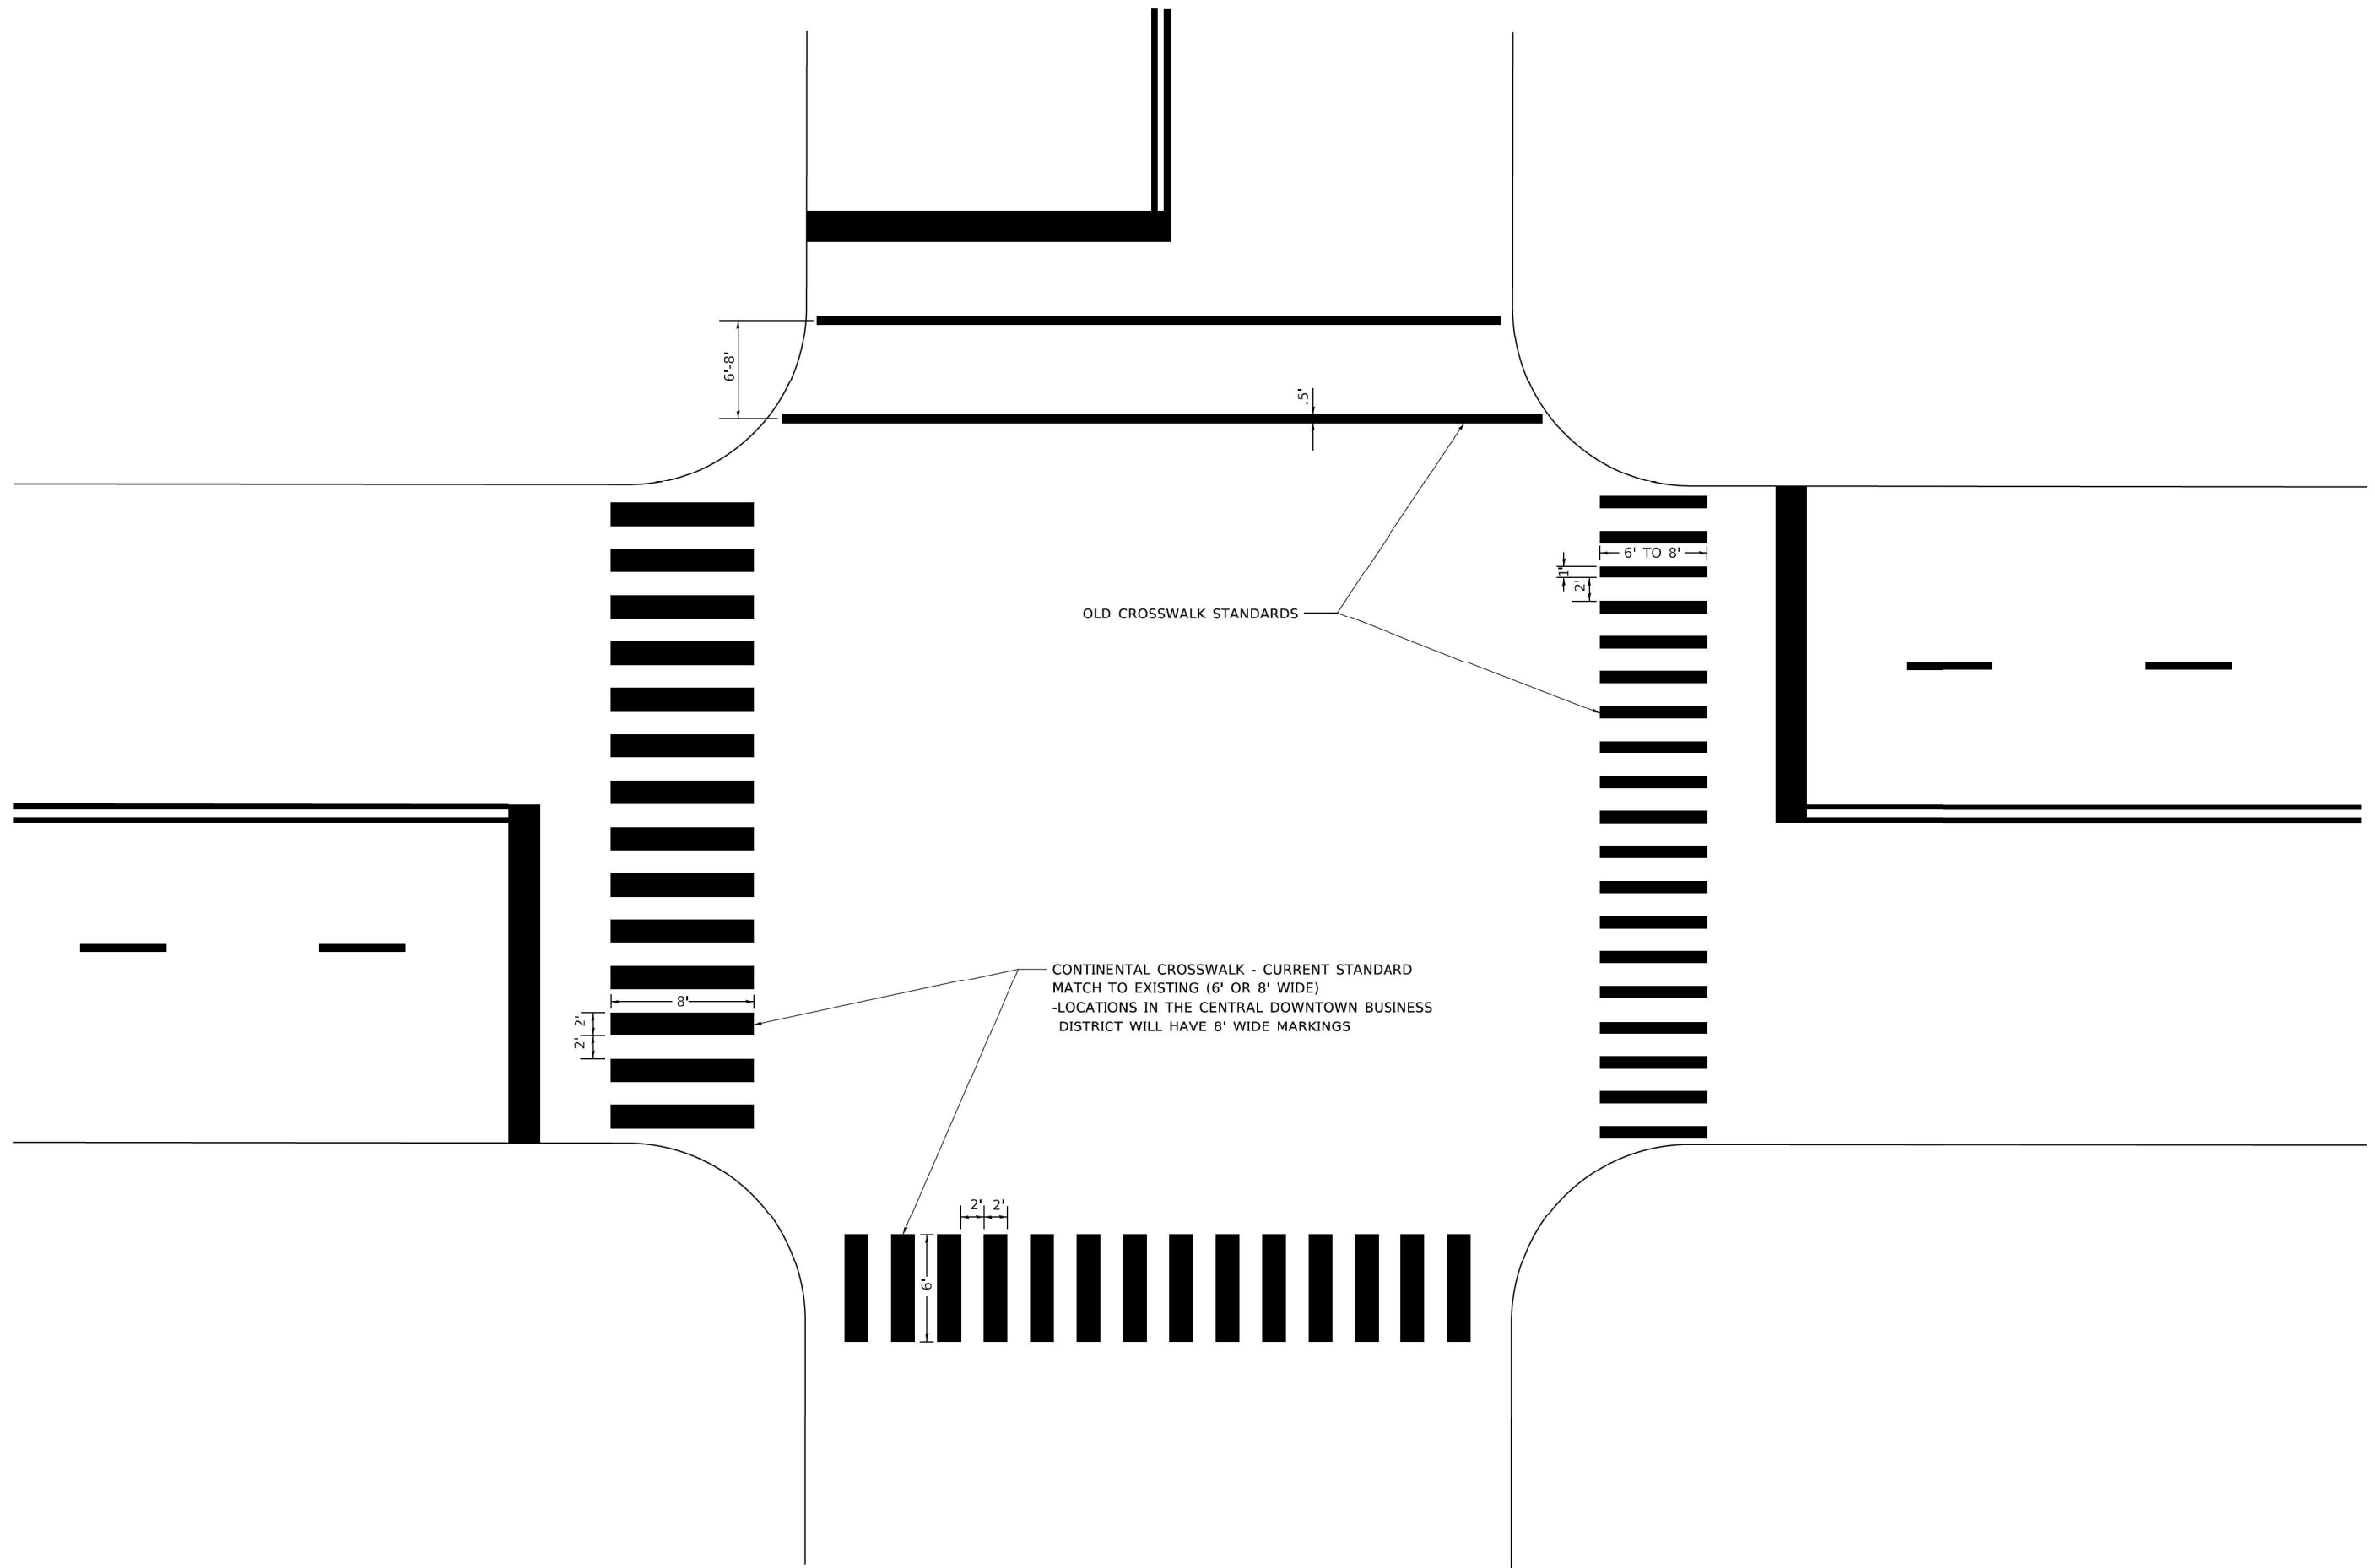 6'-8'
.5'
6' TO 8'
1'
2'
OLD CROSSWALK STANDARDS
CONTINENTAL CROSSWALK - CURRENT STANDARD
MATCH TO EXISTING (6' OR 8' WIDE)
-LOCATIONS IN THE CENTRAL DOWNTOWN BUSINESS
DISTRICT WILL HAVE 8' WIDE MARKINGS
8'
2'
2'
2' 2'
6'